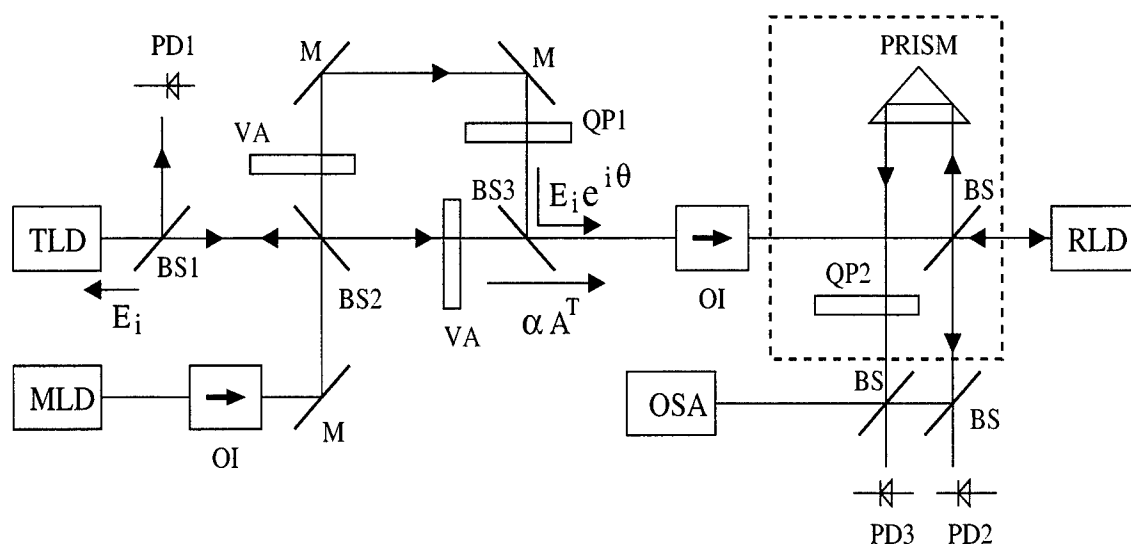 PD1
M
M
PRISM
VA
QP1
BS3
E_i e^{iθ}
BS
TLD
BS1
BS2
RLD
E_i
VA
αA^T
OI
QP2
MLD
OI
M
OSA
BS
BS
PD3
PD2